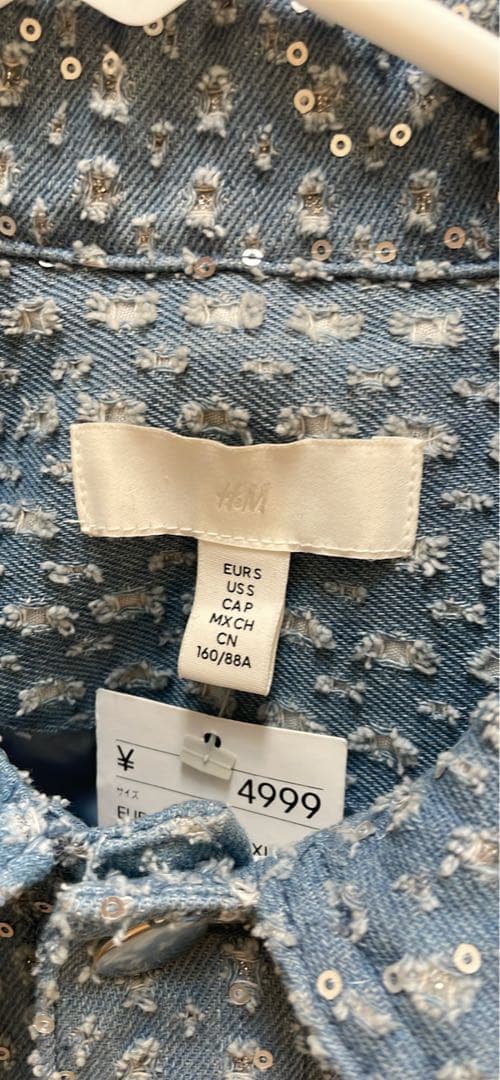 H&M
EUR S
US S
CA P
MX CH
CN
160/88A
¥
4999
サイズ